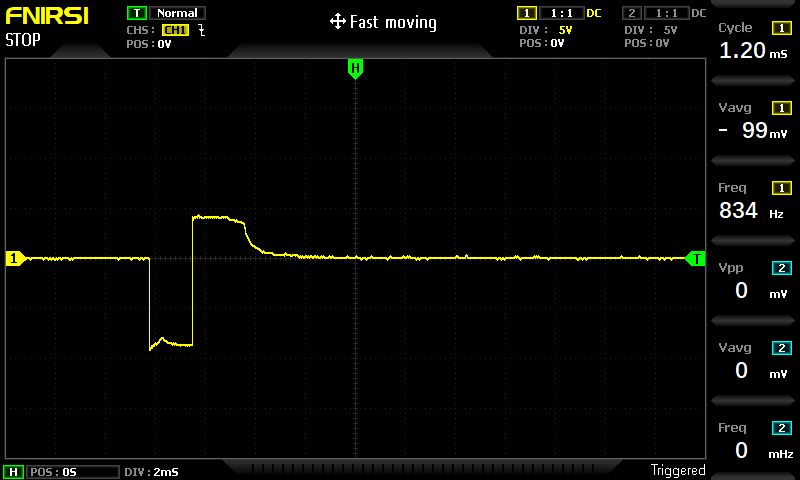 FNIRSI
STOP
T Normal
CHS: CH1
POS: 0V
Fast moving
1 1:1 DC
DIV: 5V
POS: 0V
2 1:1 DC
DIV: 5V
POS: 0V
H
1
T
Cycle 1
1.20 mS
Vavg 1
- 99 mV
Freq 1
834 Hz
Vpp 2
0 mV
Vavg 2
0 mV
Freq 2
0 mHz
H POS: 0S DIV: 2mS
Triggered